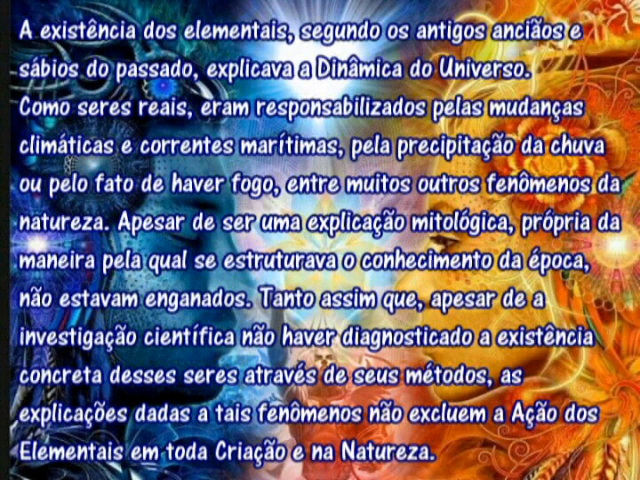 A existência dos elementais, segundo os antigos anciãos e
sábios do passado, explicava a Dinâmica do Universo.
Como seres reais, eram responsabilizados pelas mudanças
climáticas e correntes marítimas, pela precipitação da chuva
ou pelo fato de haver fogo, entre muitos outros fenômenos da
natureza. Apesar de ser uma explicação mitológica, própria da
maneira pela qual se estruturava o conhecimento da época,
não estavam enganados. Tanto assim que, apesar de a
investigação científica não haver diagnosticado a existência
concreta desses seres através de seus métodos, as
explicações dadas a tais fenômenos não excluem a Ação dos
Elementais em toda Criação e na Natureza.